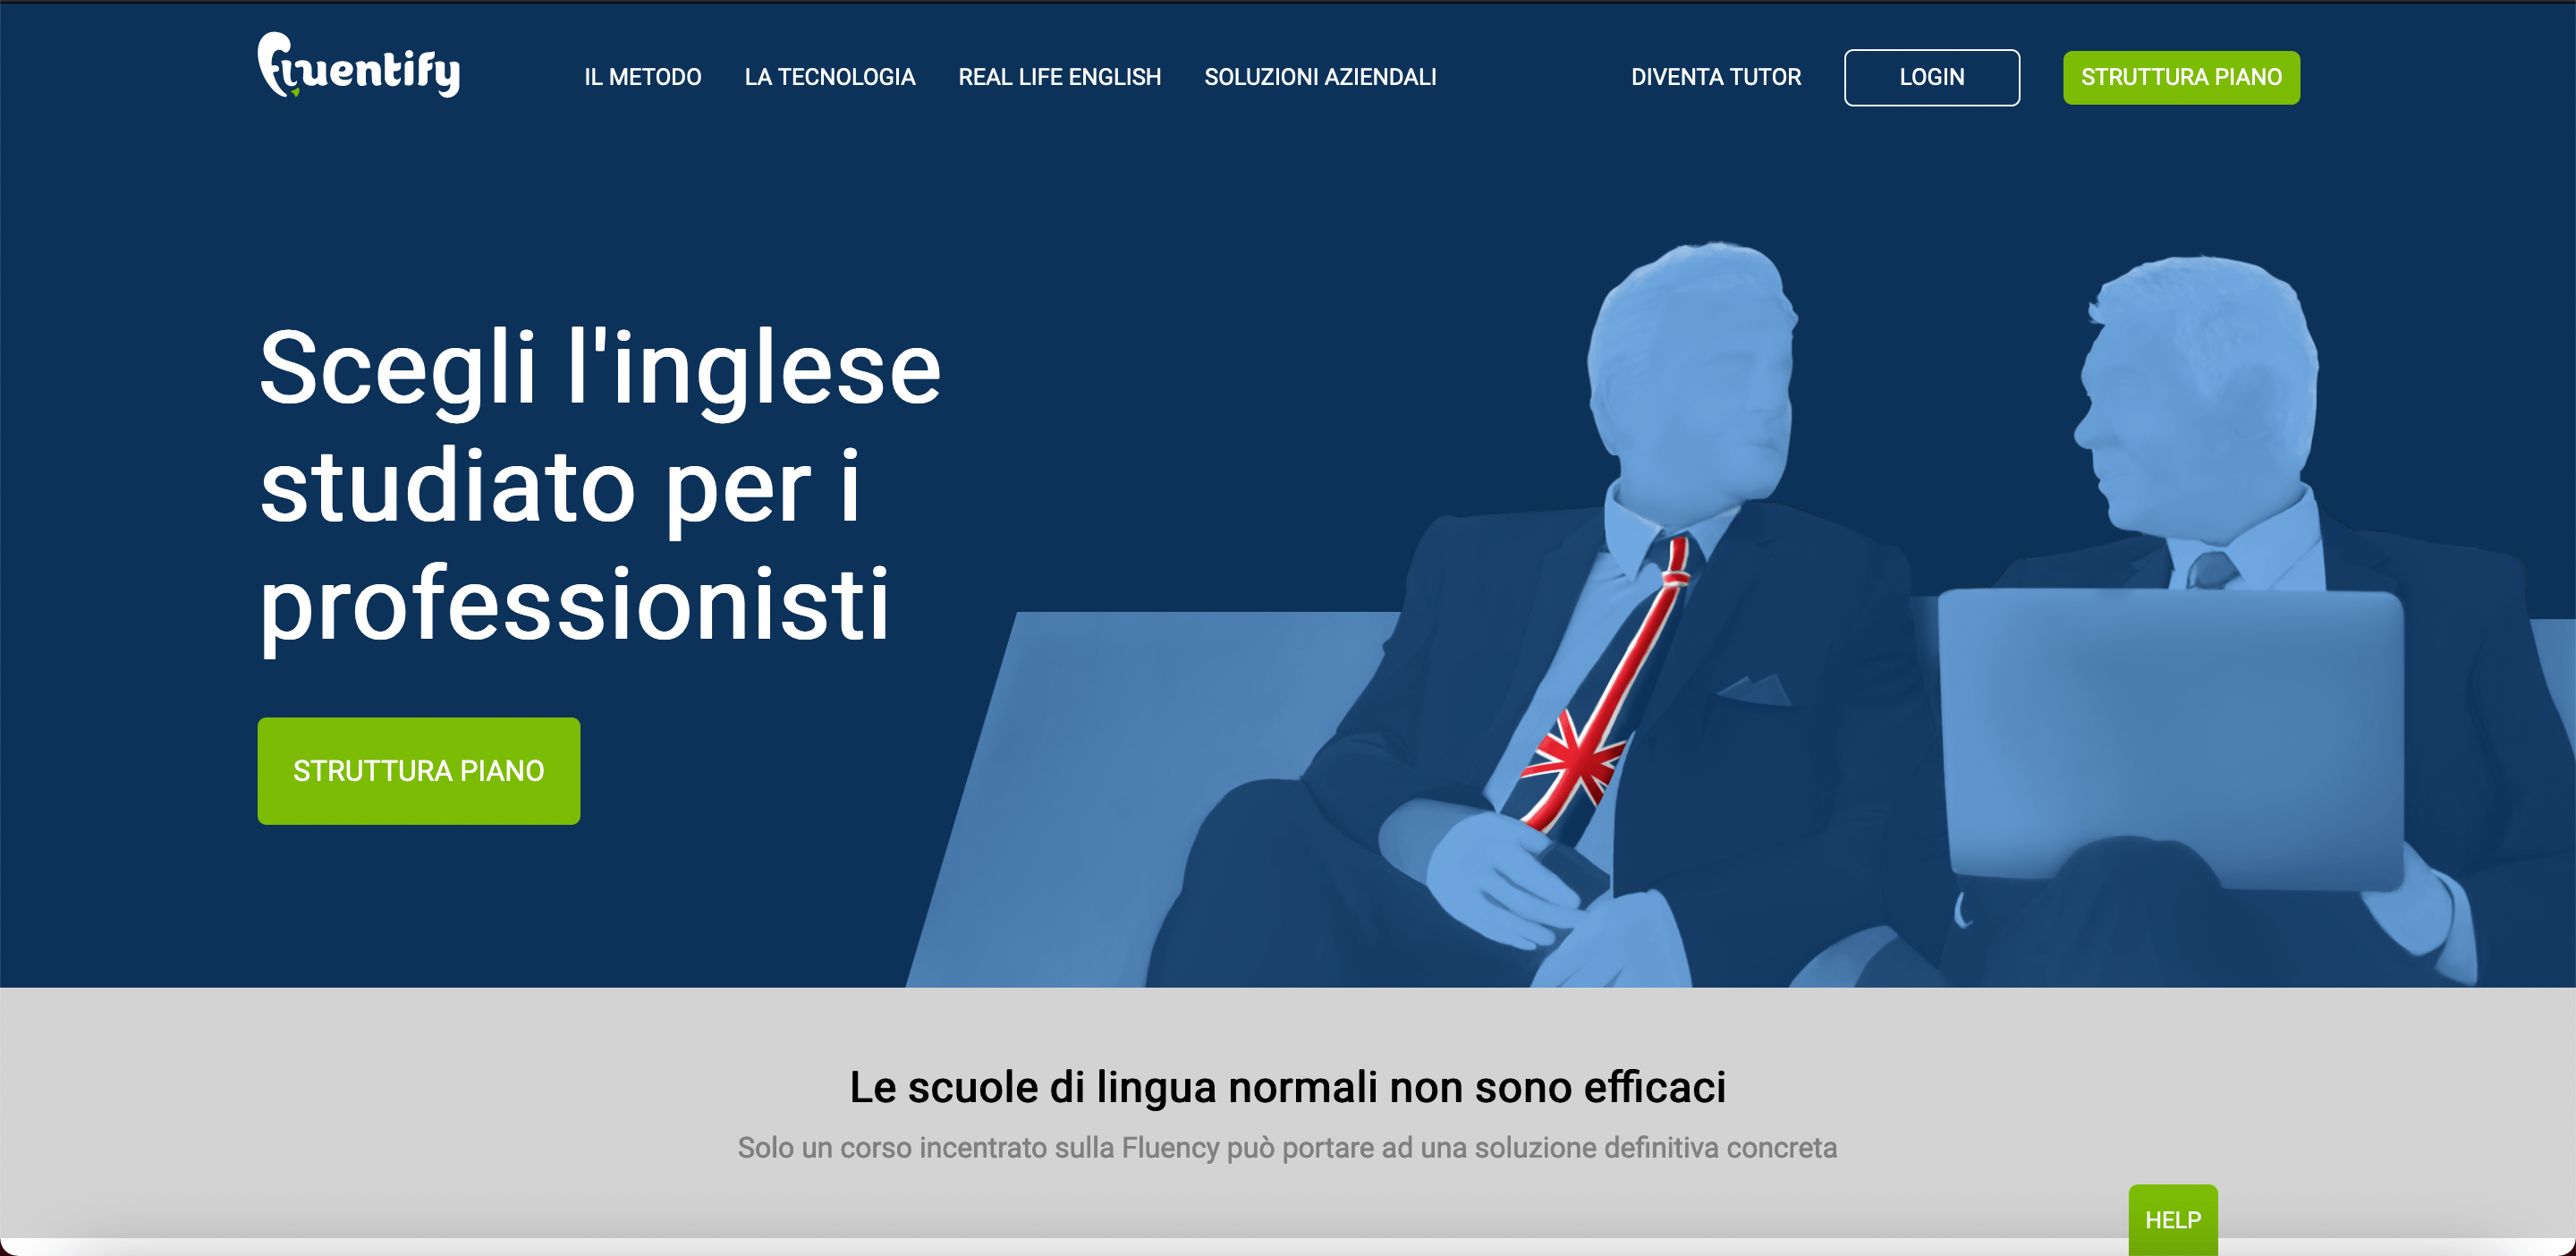 fluentify
IL METODO
LA TECNOLOGIA
REAL LIFE ENGLISH
SOLUZIONI AZIENDALI
DIVENTA TUTOR
LOGIN
STRUTTURA PIANO
Scegli l'inglese
studiato per i
professionisti
STRUTTURA PIANO
Le scuole di lingua normali non sono efficaci
Solo un corso incentrato sulla Fluency può portare ad una soluzione definitiva concreta
HELP